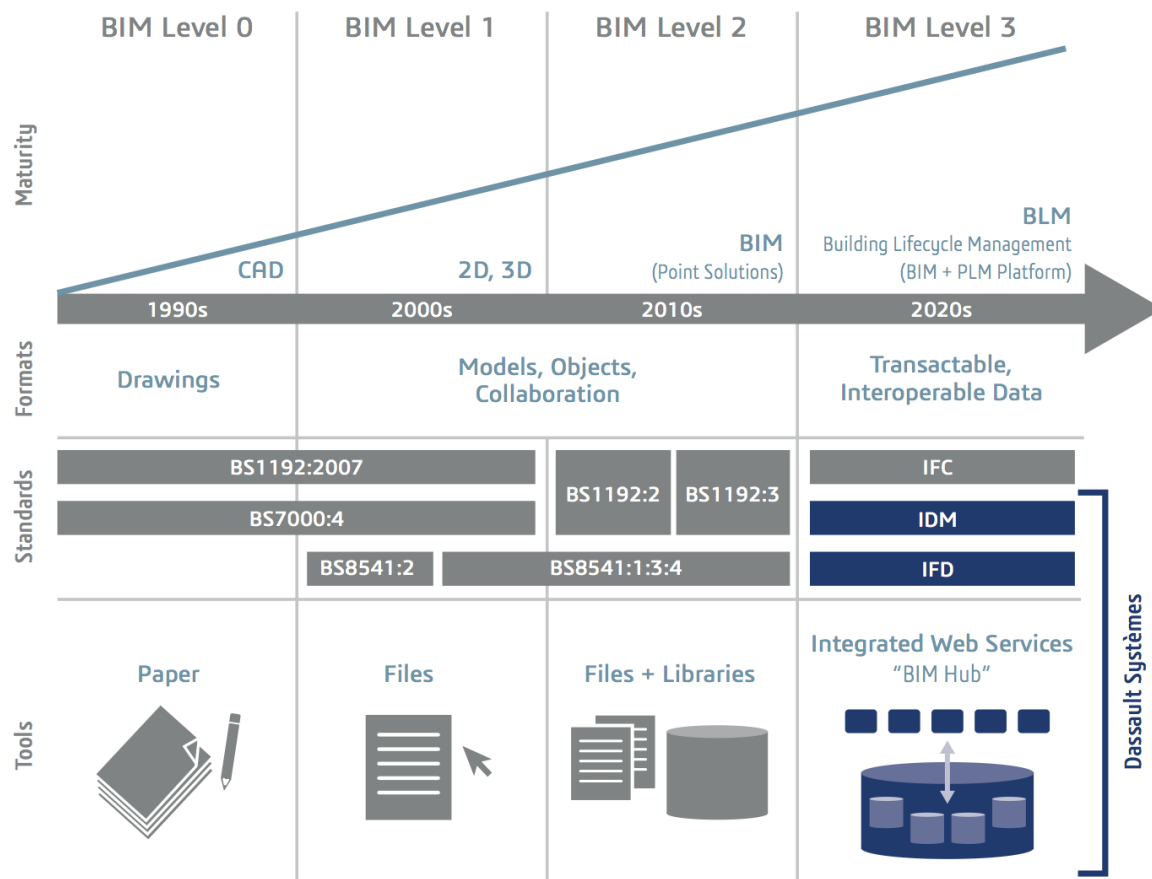 BIM Level 0
BIM Level 1
BIM Level 2
BIM Level 3
Maturity
CAD
2D, 3D
BIM
(Point Solutions)
BLM
Building Lifecycle Management
(BIM + PLM Platform)
1990s
2000s
2010s
2020s
Formats
Drawings
Models, Objects,
Collaboration
Transactable,
Interoperable Data
Standards
BS1192:2007
BS7000:4
BS8541:2
BS8541:1:3:4
BS1192:2
BS1192:3
IFC
IDM
IFD
Tools
Paper
Files
Files + Libraries
Integrated Web Services
“BIM Hub”
Dassault Systèmes